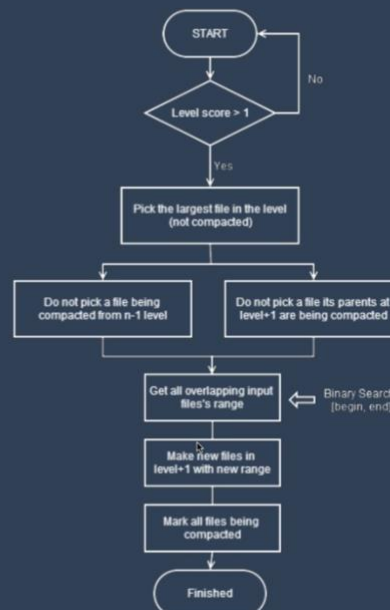 START
No
Level score > 1
Yes
Pick the largest file in the level
(not compacted)
Do not pick a file being
compacted from n-1 level
Do not pick a file its parents at
level+1 are being compacted
Get all overlapping input
files's range
Binary Search
[begin, end]
Make new files in
level+1 with new range
Mark all files being
compacted
Finished